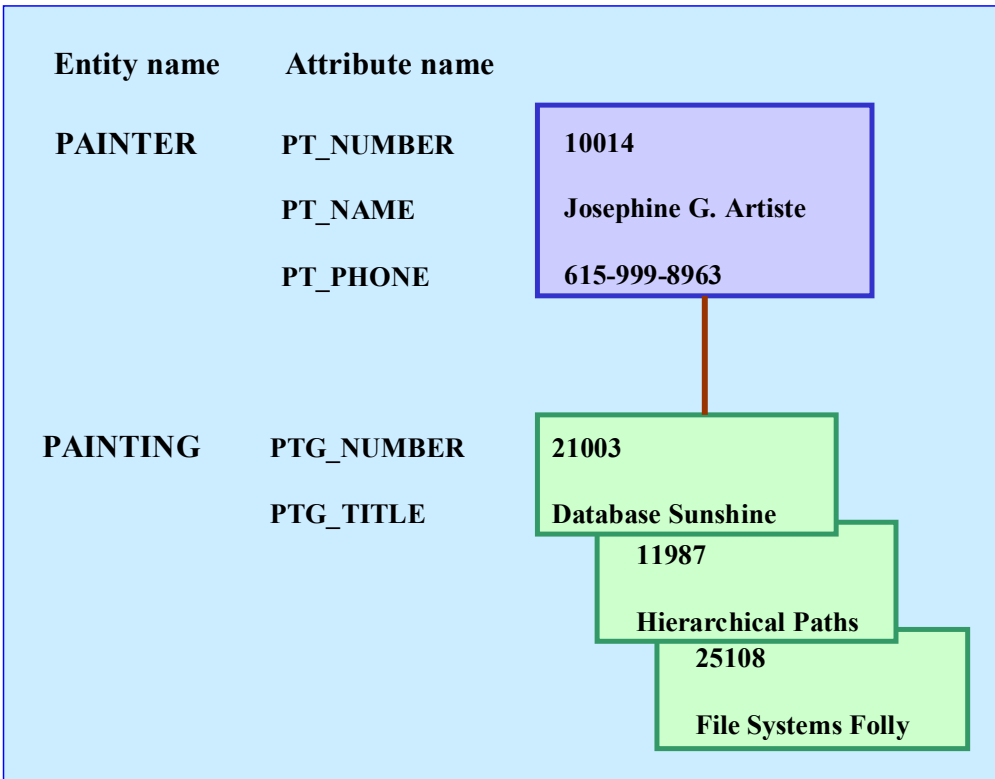 Entity name Attribute name
PAINTER PT_NUMBER 10014
PT_NAME Josephine G. Artiste
PT_PHONE 615-999-8963
PAINTING PTG_NUMBER 21003
PTG_TITLE Database Sunshine
11987
Hierarchical Paths
25108
File Systems Folly